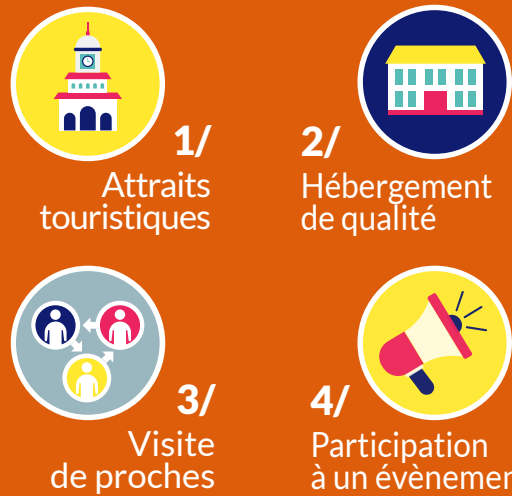 1/
Attraits
touristiques
2/
Hébergement
de qualité
3/
Visite
de proches
4/
Participation
à un évènemen